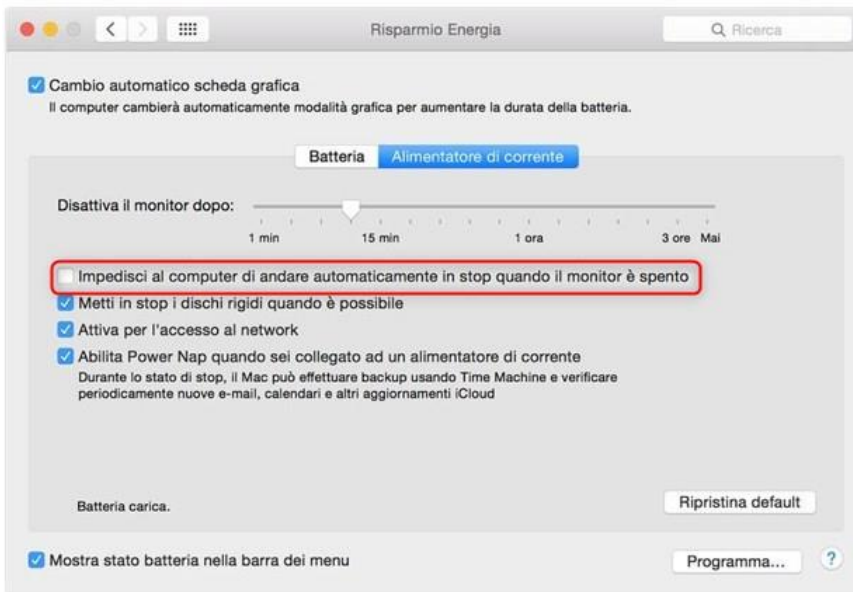 Risparmio Energia
Ricerca
Cambio automatico scheda grafica
Il computer cambierà automaticamente modalità grafica per aumentare la durata della batteria.
Batteria Alimentatore di corrente
Disattiva il monitor dopo:
1 min 15 min 1 ora 3 ore Mai
Impedisci al computer di andare automaticamente in stop quando il monitor è spento
Metti in stop i dischi rigidi quando è possibile
Attiva per l'accesso al network
Abilita Power Nap quando sei collegato ad un alimentatore di corrente
Durante lo stato di stop, il Mac può effettuare backup usando Time Machine e verificare
periodicamente nuove e-mail, calendari e altri aggiornamenti iCloud
Batteria carica.
Ripristina default
Mostra stato batteria nella barra dei menu
Programma... ?